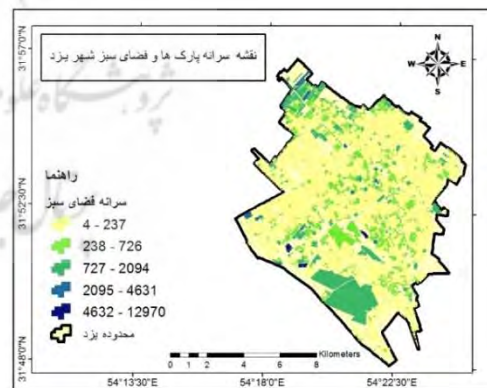 نقشه سرانه پارک ها و فضای سبز شهر یزد
N
W E
S
31°57'0"N
31°52'30"N
31°48'0"N
راهنما
سرانه فضای سبز
4 - 237
238 - 726
727 - 2094
2095 - 4631
4632 - 12970
محدوده یزد
Kilometers
0 1 2 4 6 8
54°13'30"E 54°18'0"E 54°22'30"E
پژوهشگاه علوم